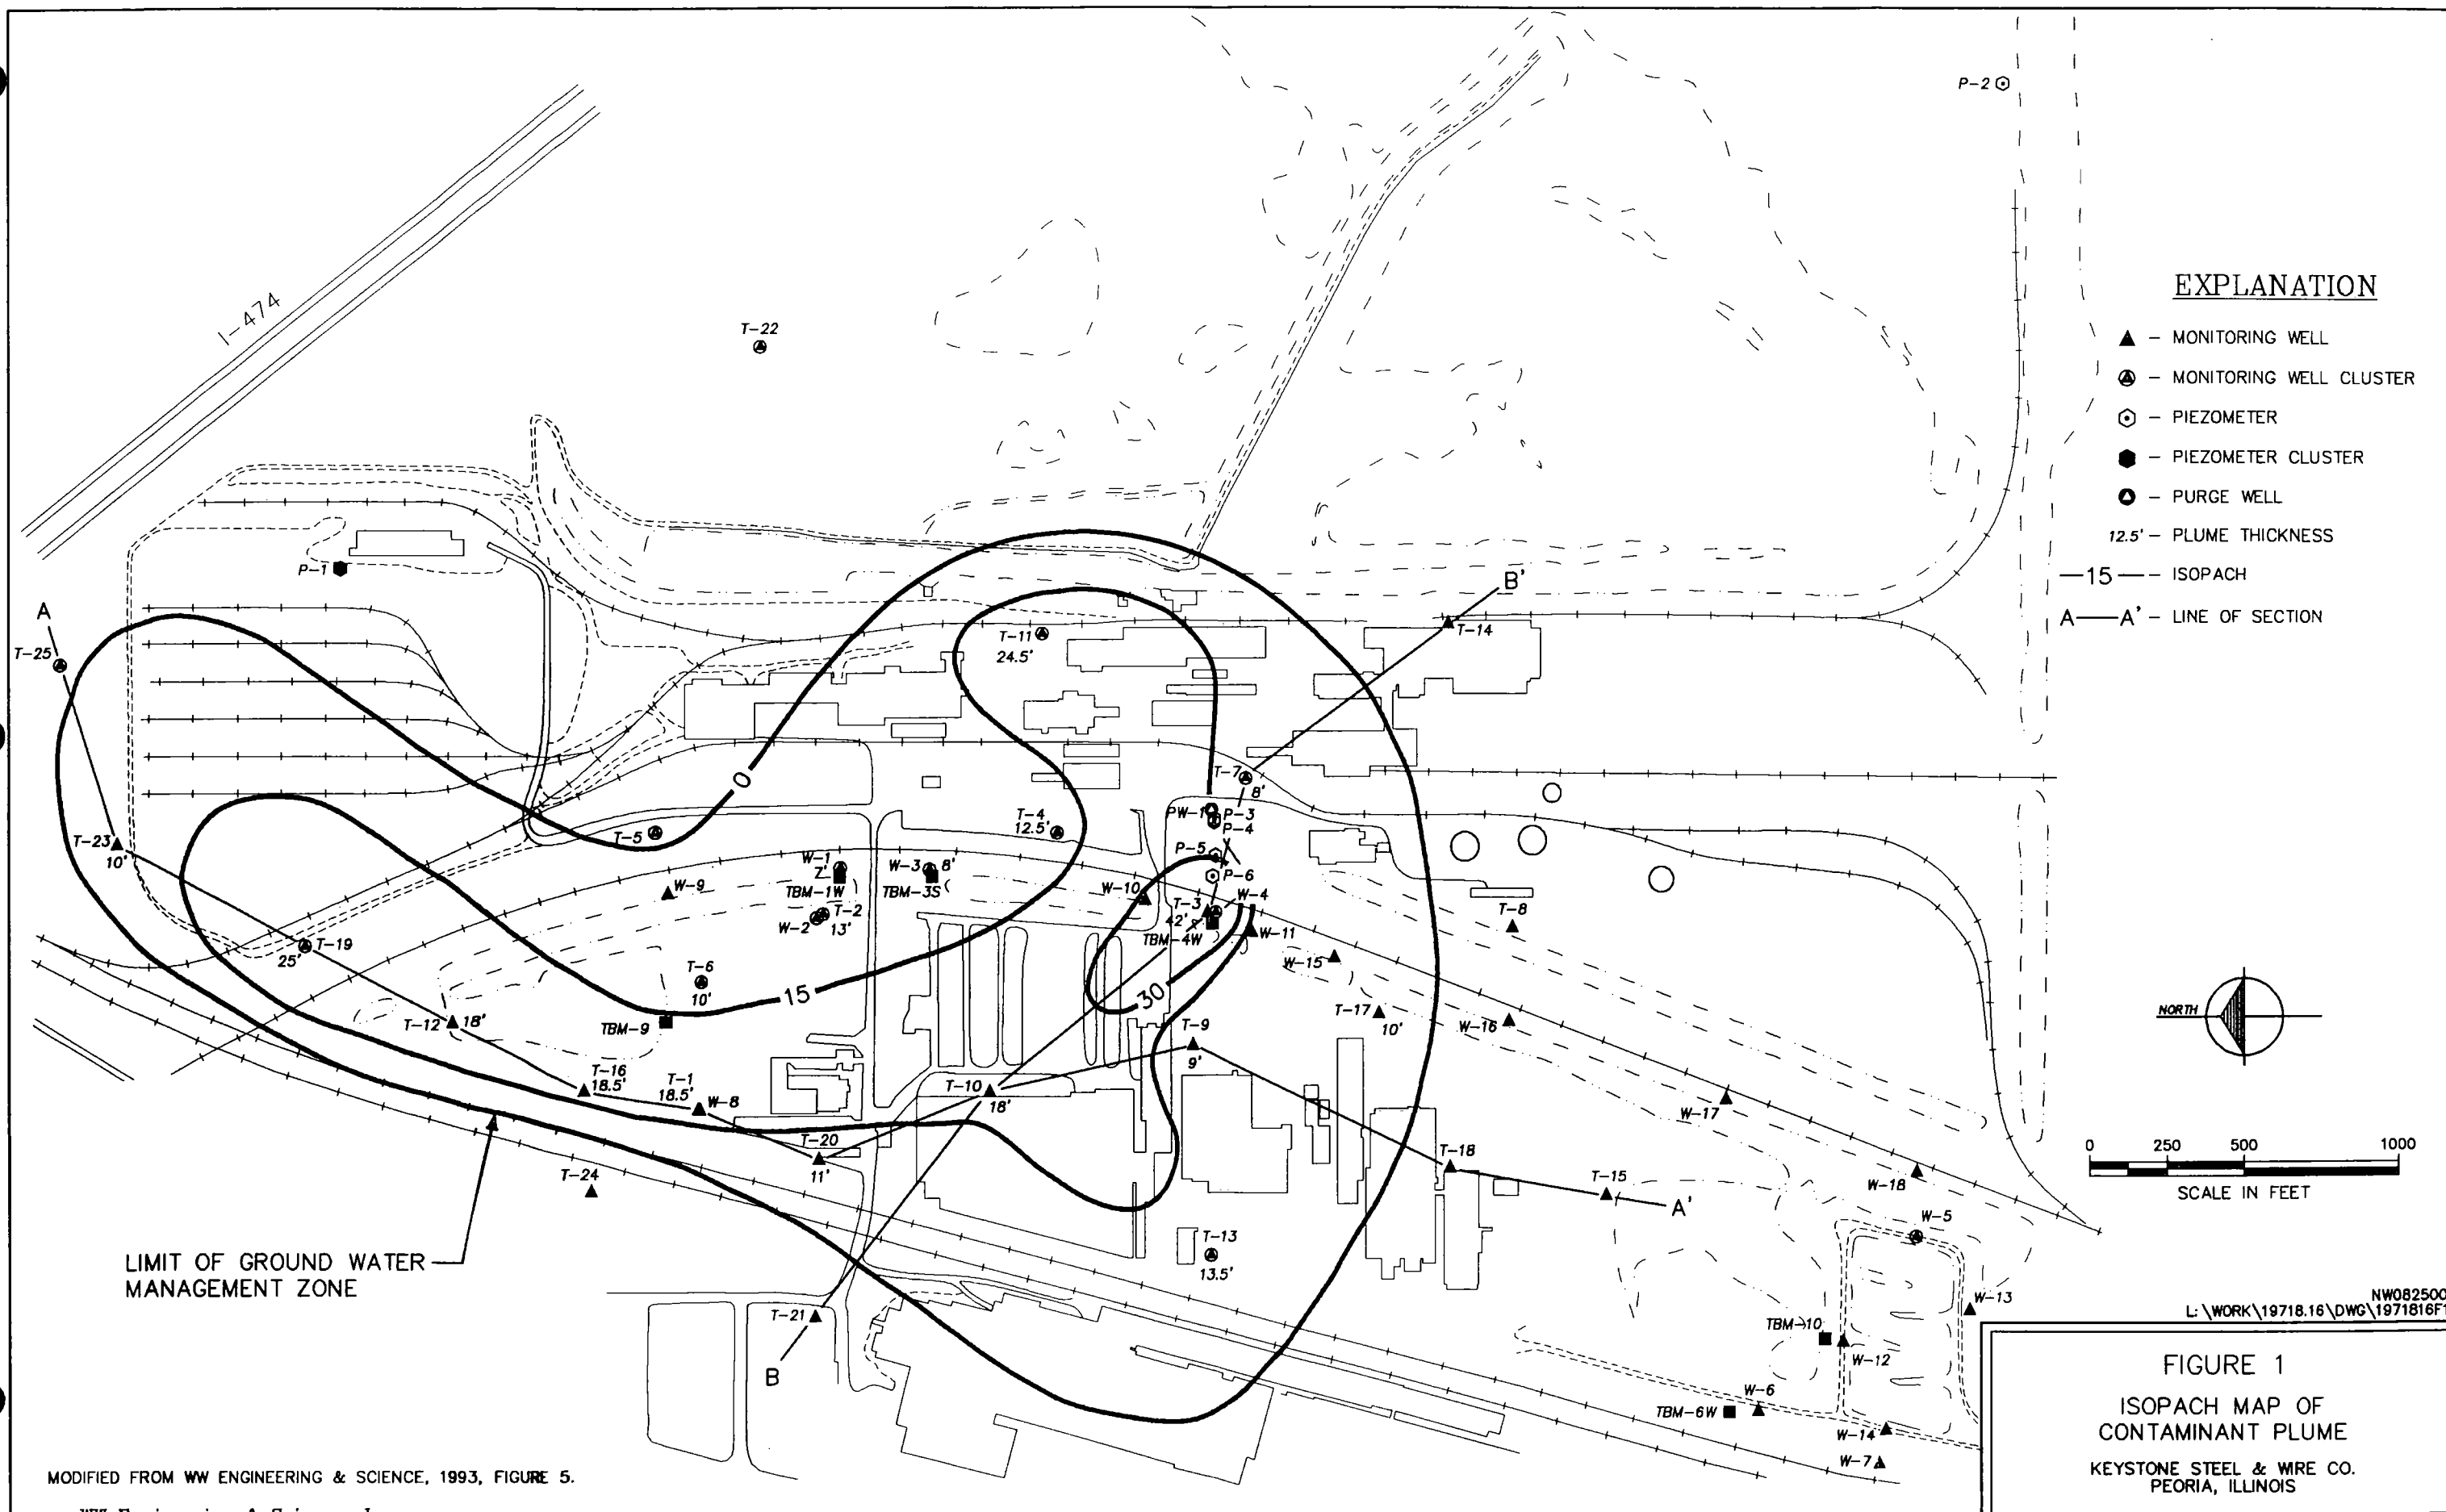 P-2
I-474
T-22
EXPLANATION
– MONITORING WELL
– MONITORING WELL CLUSTER
– PIEZOMETER
– PIEZOMETER CLUSTER
– PURGE WELL
12.5' – PLUME THICKNESS
—15—– ISOPACH
A——A' – LINE OF SECTION
P-1
B'
T-14
A
T-11
24.5'
T-25
T-7
8'
0
PW-1
P-3
P-4
T-4
12.5'
T-5
T-23
10'
P-5
P-6
W-1
TBM-1W
W-3
8'
TBM-3S
W-9
W-10
W-4
T-3
42'
TBM-4W
W-11
T-2
W-2
13'
T-8
T-19
25'
W-15
T-6
10'
15
30
T-17
10'
W-16
NORTH
T-12
18'
TBM-9
T-9
9'
T-16
18.5'
T-1
18.5'
W-8
T-10
18'
W-17
0 250 500 1000
SCALE IN FEET
T-20
11'
T-18
T-24
T-15
A'
W-18
W-5
LIMIT OF GROUND WATER
MANAGEMENT ZONE
T-13
13.5'
T-21
B
W-13
NW082500
L:\WORK\19718.16\DWG\1971816F1
TBM-10
W-12
W-6
TBM-6W
W-14
W-7
FIGURE 1
ISOPACH MAP OF
CONTAMINANT PLUME
KEYSTONE STEEL & WIRE CO.
PEORIA, ILLINOIS
MODIFIED FROM WW ENGINEERING & SCIENCE, 1993, FIGURE 5.